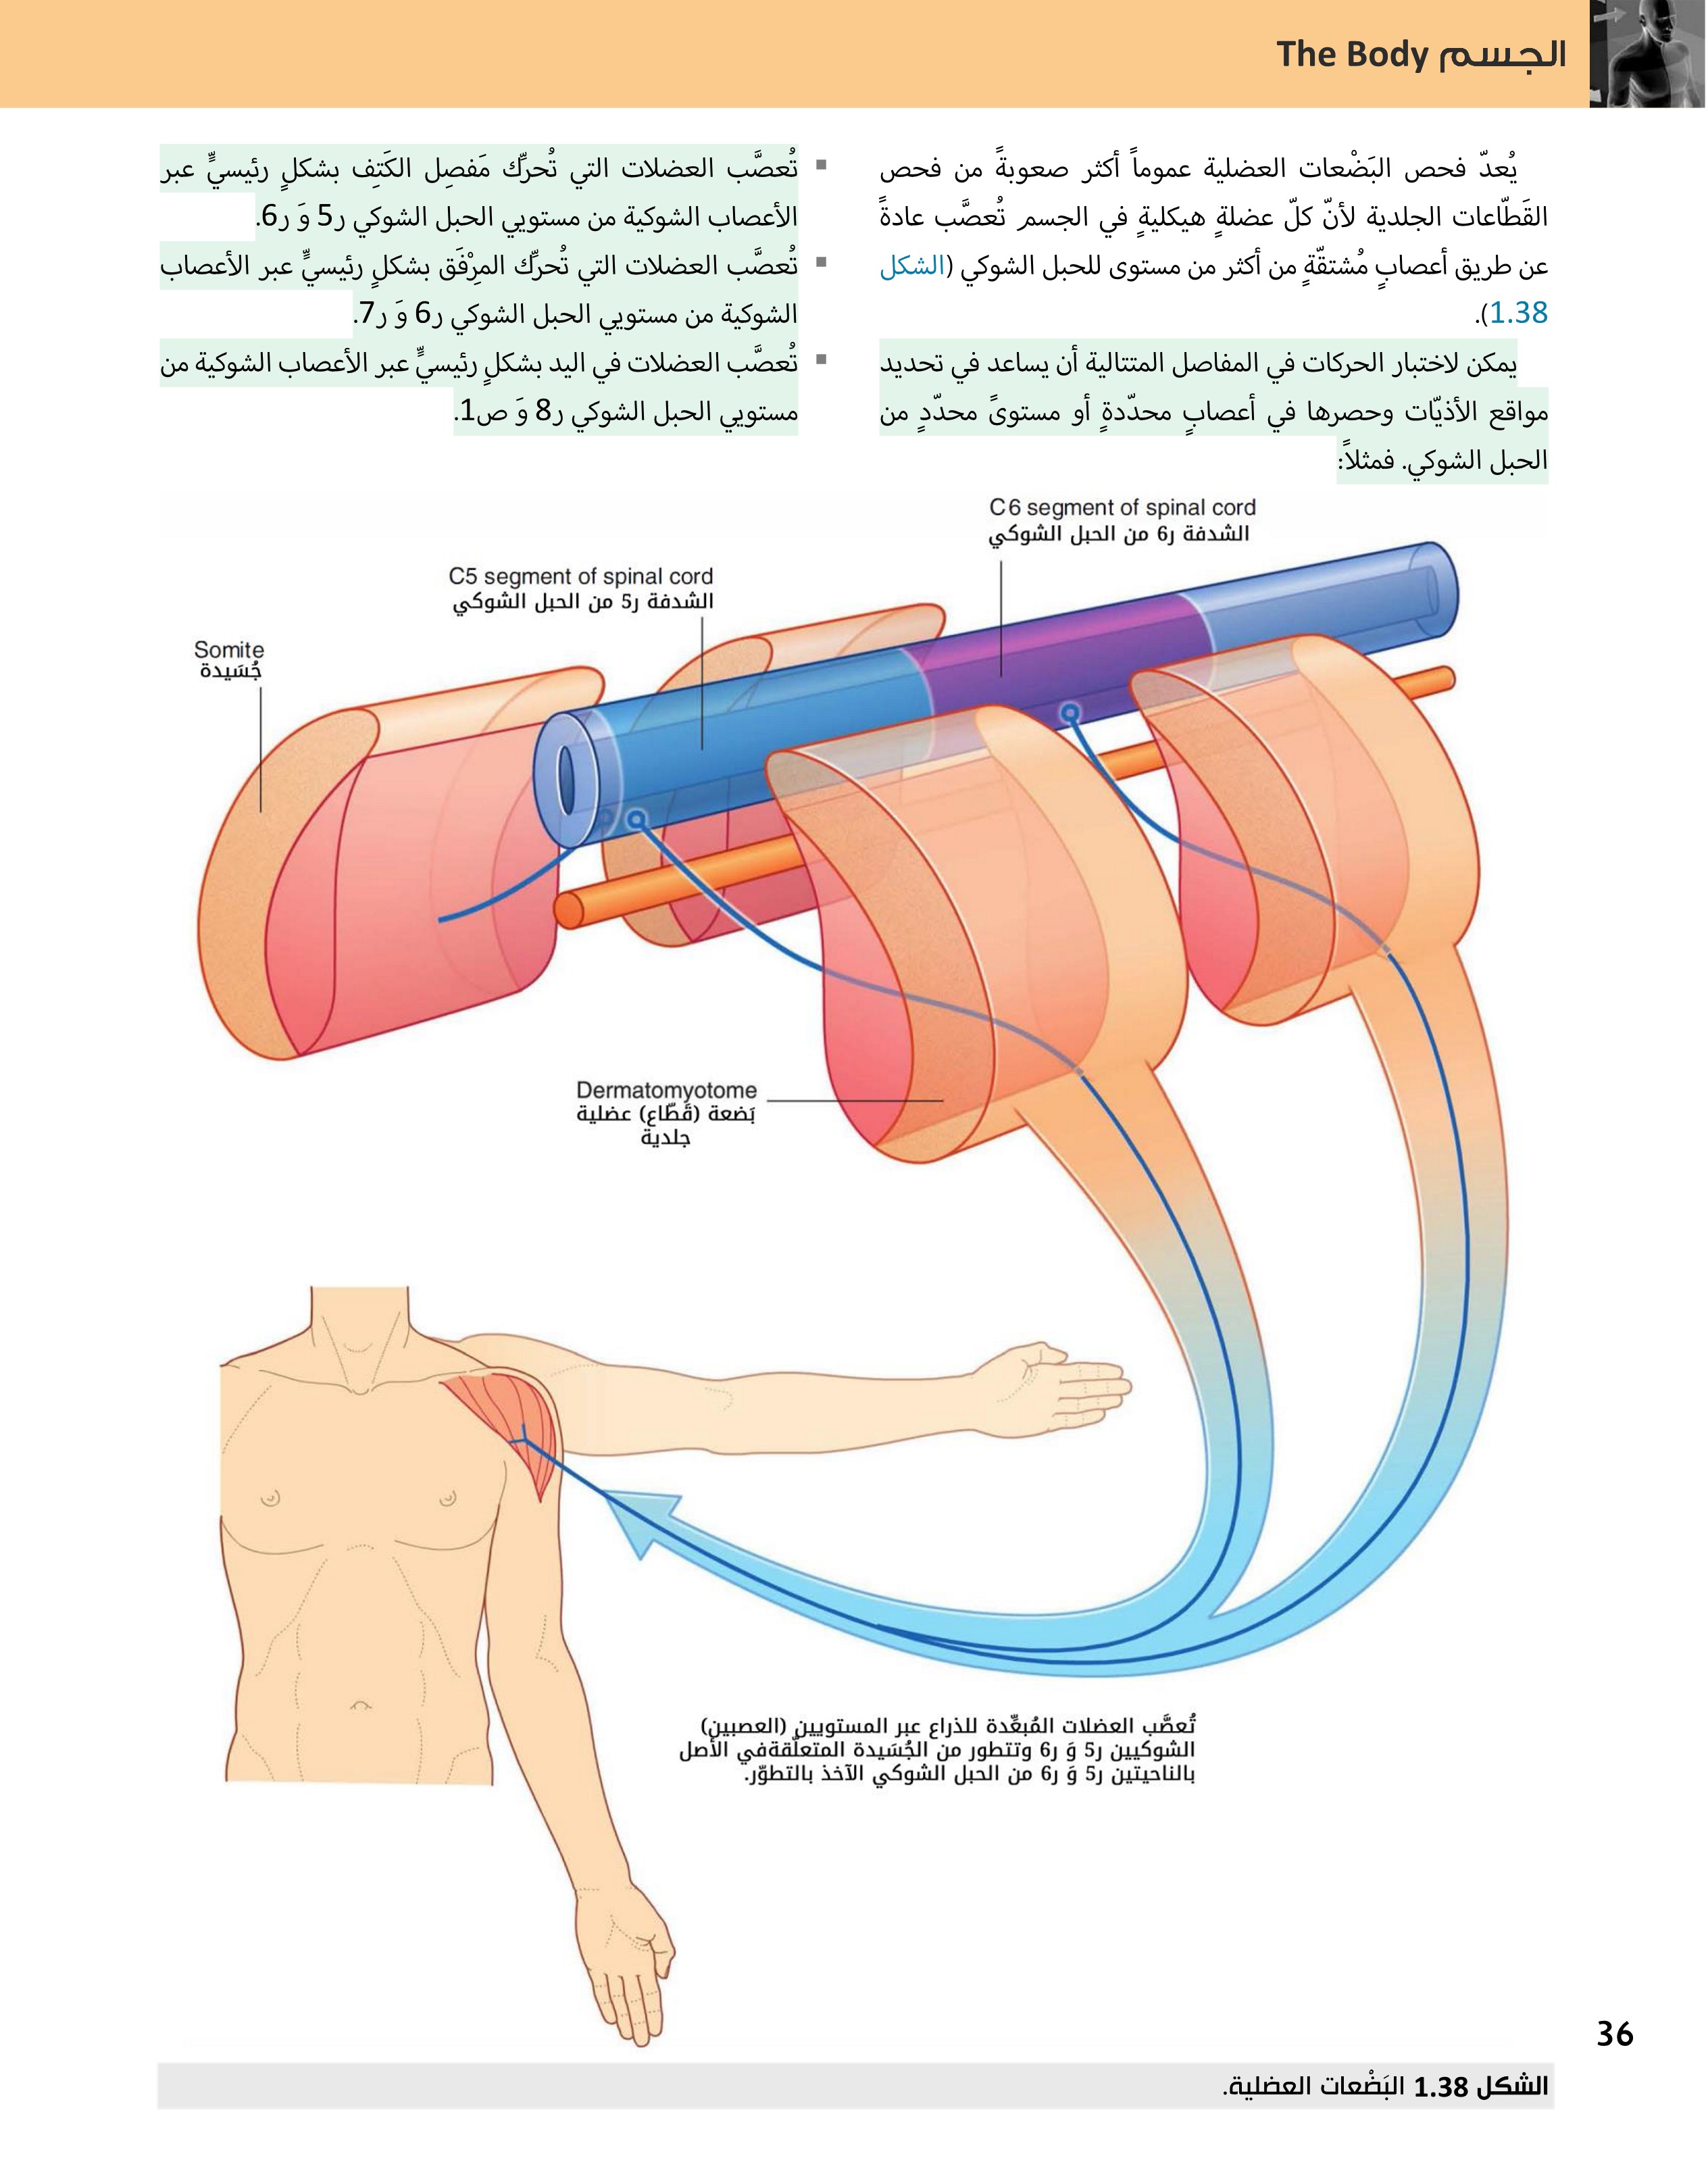 الجسم The Body
يُعدّ فحص البَضْعات العضلية عموماً أكثر صعوبةً من فحص
القَطّاعات الجلدية لأنّ كلّ عضلةٍ هيكليةٍ في الجسم تُعصَّب عادةً
عن طريق أعصابٍ مُشتقّةٍ من أكثر من مستوى للحبل الشوكي (الشكل
1.38).
يمكن لاختبار الحركات في المفاصل المتتالية أن يساعد في تحديد
مواقع الأذيّات وحصرها في أعصابٍ محدّدةٍ أو مستوىً محدّدٍ من
الحبل الشوكي. فمثلاً:
▪ تُعصَّب العضلات التي تُحرِّك مَفصِل الكَتِف بشكلٍ رئيسيٍّ عبر
الأعصاب الشوكية من مستويي الحبل الشوكي ر5 وَ ر6.
▪ تُعصَّب العضلات التي تُحرِّك المِرْفَق بشكلٍ رئيسيٍّ عبر الأعصاب
الشوكية من مستويي الحبل الشوكي ر6 وَ ر7.
▪ تُعصَّب العضلات في اليد بشكلٍ رئيسيٍّ عبر الأعصاب الشوكية من
مستويي الحبل الشوكي ر8 وَ ص1.
C6 segment of spinal cord
الشدفة ر6 من الحبل الشوكي
C5 segment of spinal cord
الشدفة ر5 من الحبل الشوكي
Somite
جُسَيدة
Dermatomyotome
بَضعة (قَطّاع) عضلية
جلدية
تُعصَّب العضلات المُبعِّدة للذراع عبر المستويين (العصبين)
الشوكيين ر5 وَ ر6 وتتطور من الجُسَيدة المتعلّقةفي الأصل
بالناحيتين ر5 وَ ر6 من الحبل الشوكي الآخذ بالتطوّر.
36
الشكل 1.38 البَضْعات العضلية.